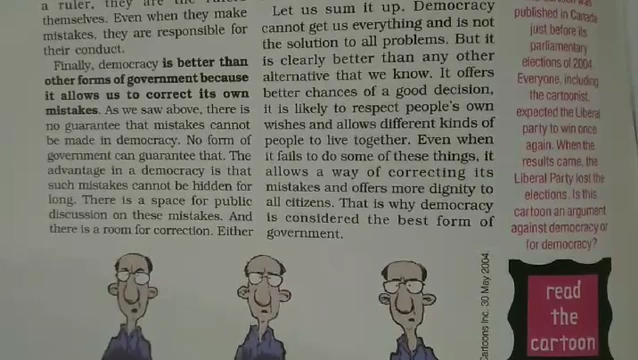 a ruler, they are the rulers
themselves. Even when they make
mistakes, they are responsible for
their conduct.
Finally, democracy is better than
other forms of government because
it allows us to correct its own
mistakes. As we saw above, there is
no guarantee that mistakes cannot
be made in democracy. No form of
government can guarantee that. The
advantage in a democracy is that
such mistakes cannot be hidden for
long. There is a space for public
discussion on these mistakes. And
there is a room for correction. Either
Let us sum it up. Democracy
cannot get us everything and is not
the solution to all problems. But it
is clearly better than any other
alternative that we know. It offers
better chances of a good decision,
it is likely to respect people's own
wishes and allows different kinds of
people to live together. Even when
it fails to do some of these things, it
allows a way of correcting its
mistakes and offers more dignity to
all citizens. That is why democracy
is considered the best form of
government.
cartoon was
published in Canada
just before its
parliamentary
elections of 2004.
Everyone, including
the cartoonist,
expected the Liberal
party to win once
again. When the
results came, the
Liberal Party lost the
elections. Is this
cartoon an argument
against democracy or
for democracy?
Cartoons Inc. 30 May 2004.
read
the
cartoon